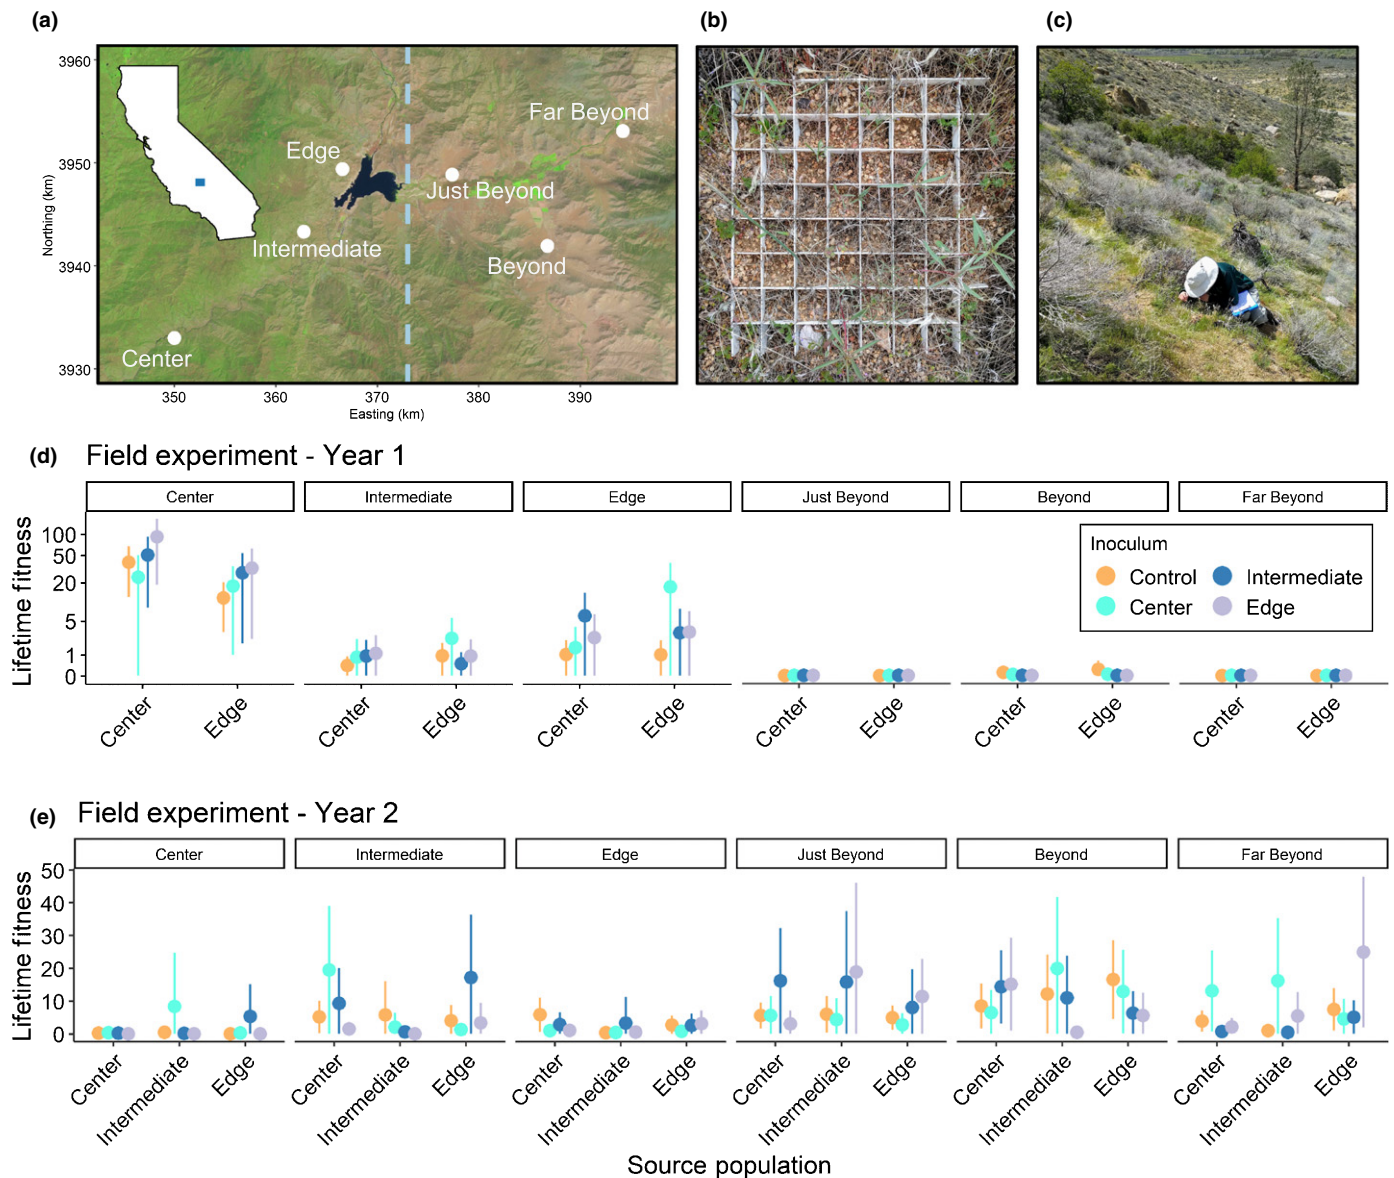 (a)
(b)
(c)
3960
3950
3940
3930
Northing (km)
Far Beyond
Edge
Just Beyond
Intermediate
Beyond
Center
350 360 370 380 390
Easting (km)
(d) Field experiment - Year 1
Center Intermediate Edge Just Beyond Beyond Far Beyond
Lifetime fitness
100
50
20
5
1
0
Inoculum
Control Intermediate
Center Edge
Center Edge Center Edge Center Edge Center Edge Center Edge Center Edge
(e) Field experiment - Year 2
Center Intermediate Edge Just Beyond Beyond Far Beyond
Lifetime fitness
50
40
30
20
10
0
Center Intermediate Edge Center Intermediate Edge Center Intermediate Edge Center Intermediate Edge Center Intermediate Edge Center Intermediate Edge
Source population